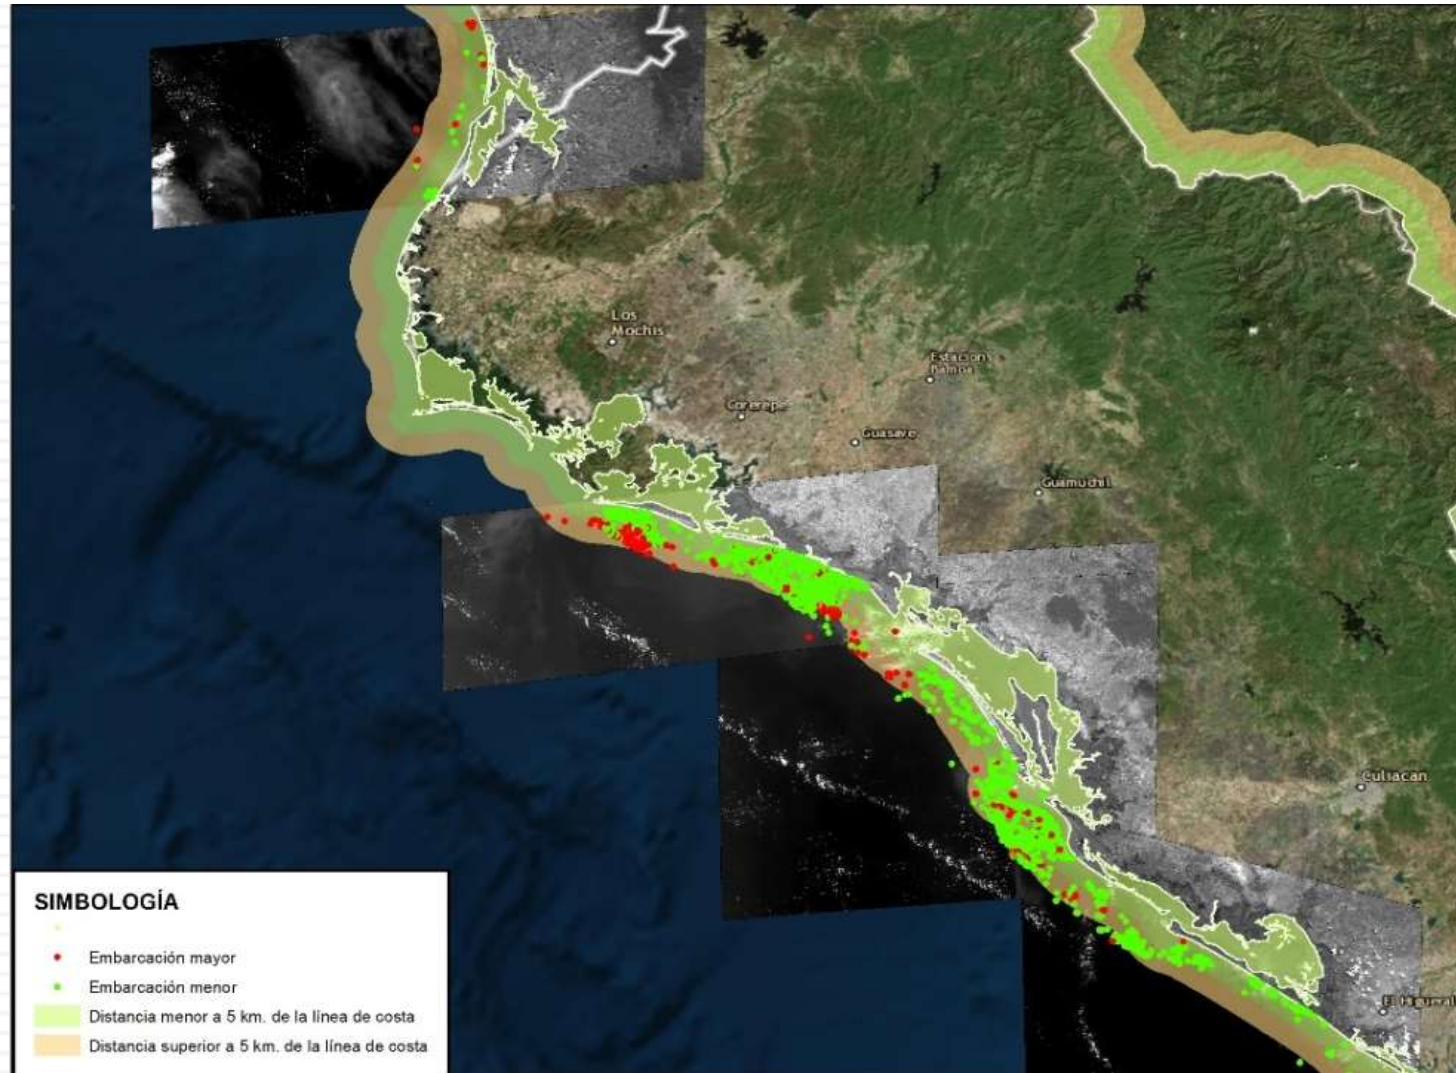 Los
Mochis
Estacion
Bamoa
Corerepe
Guasave
Guamuchil
Culiacan
El Higueral
SIMBOLOGÍA
Embarcación mayor
Embarcación menor
Distancia menor a 5 km. de la línea de costa
Distancia superior a 5 km. de la línea de costa